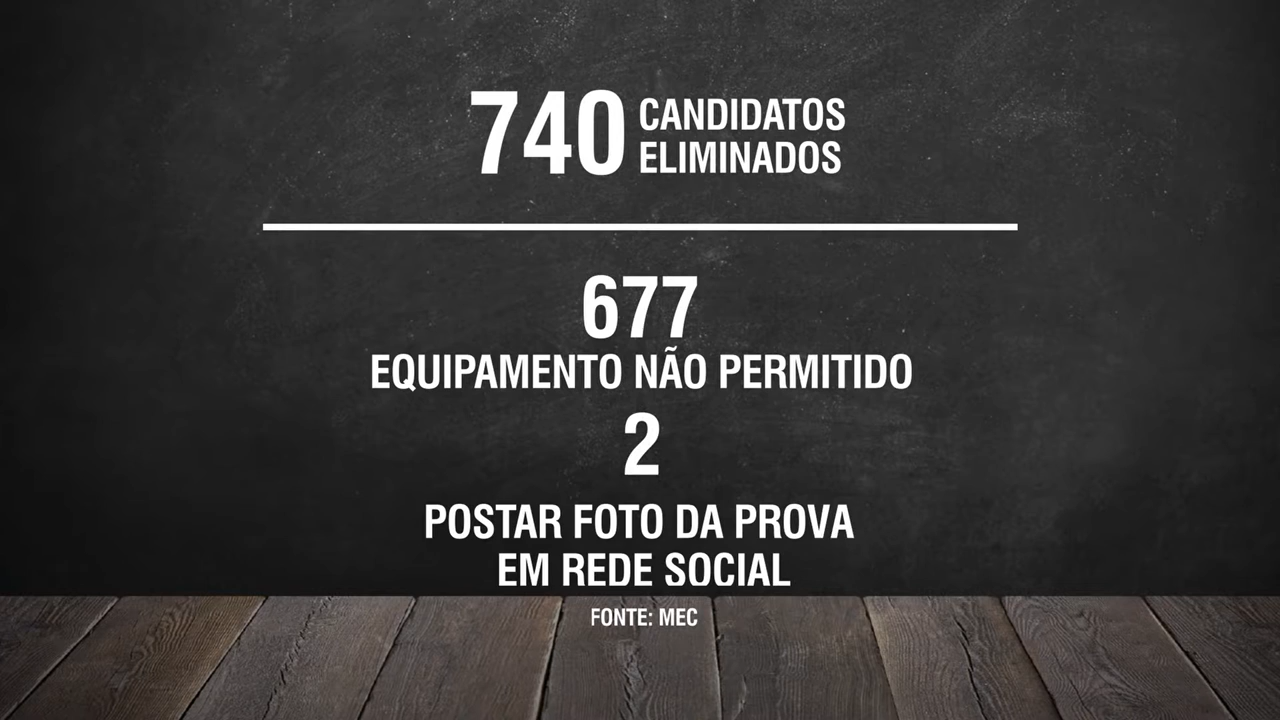 740 CANDIDATOS
ELIMINADOS
677
EQUIPAMENTO NÃO PERMITIDO
2
POSTAR FOTO DA PROVA
EM REDE SOCIAL
FONTE: MEC